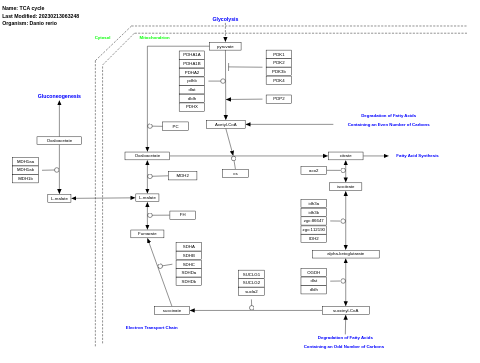 Name: TCA cycle
Last Modified: 20230213063248
Organism: Danio rerio
Glycolysis
Cytosol
Mitochondrion
pyruvate
PDHA1A
PDHA1B
PDHA2
pdhb
dlat
dldh
PDHX
PDK1
PDK2
PDK3b
PDK4
PDP2
Gluconeogenesis
Degradation of Fatty Acids
Containing an Even Number of Carbons
Acetyl-CoA
PC
Oxaloacetate
Oxaloacetate
citrate
Fatty Acid Synthesis
MDH1aa
MDH1ab
MDH1b
cs
aco2
MDH2
isocitrate
L-malate
L-malate
FH
idh3a
idh3b
IDH2
Fumarate
SDHA
SDHB
SDHC
SDHDa
SDHDb
alpha-ketoglutarate
SUCLG1
SUCLG2
sucla2
OGDH
dlst
dldh
succinate
succinyl-CoA
Electron Transport Chain
Degradation of Fatty Acids
Containing an Odd Number of Carbons